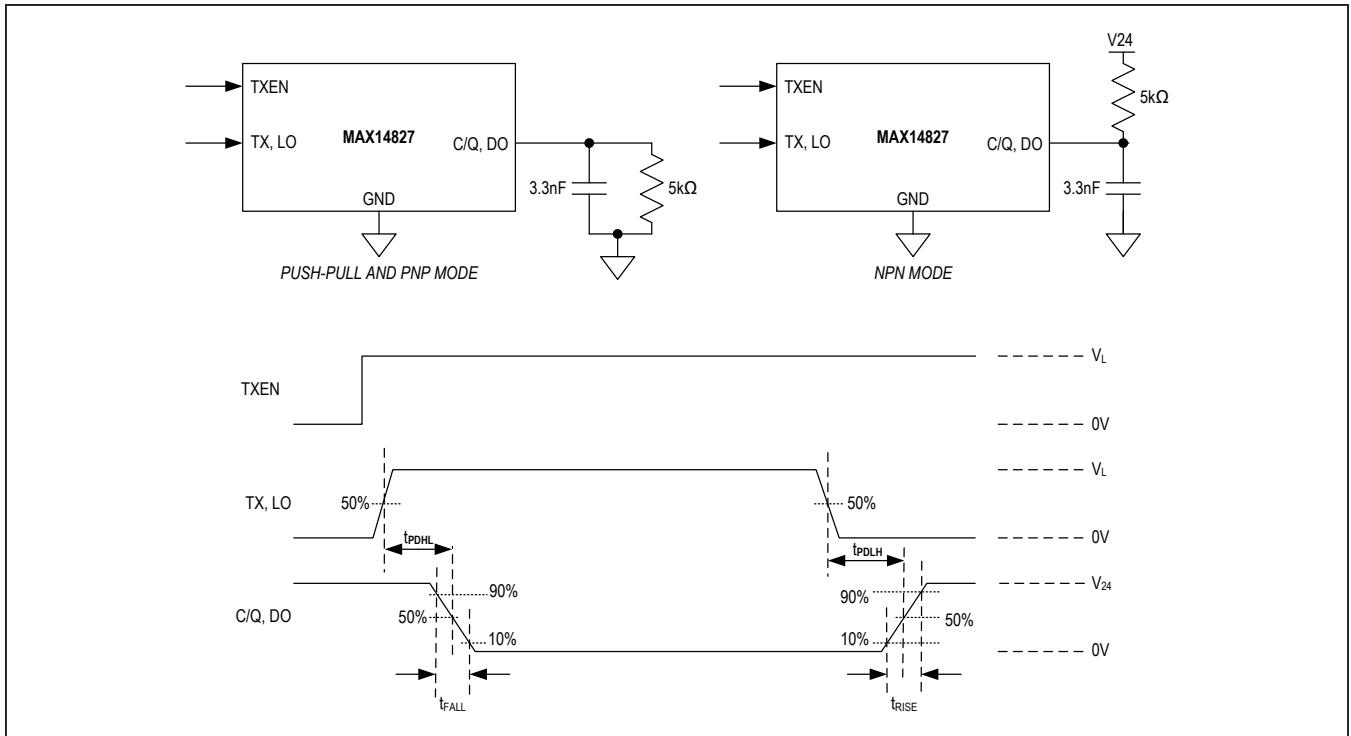 V24
TXEN
5kΩ
TXEN
TX, LO
MAX14827
C/Q, DO
TX, LO
MAX14827
C/Q, DO
3.3nF
5kΩ
3.3nF
GND
GND
PUSH-PULL AND PNP MODE
NPN MODE
TXEN
VL
0V
TX, LO
50%
50%
VL
0V
tPDHL
tPDLH
C/Q, DO
90%
50%
10%
90%
50%
10%
V24
0V
tFALL
tRISE